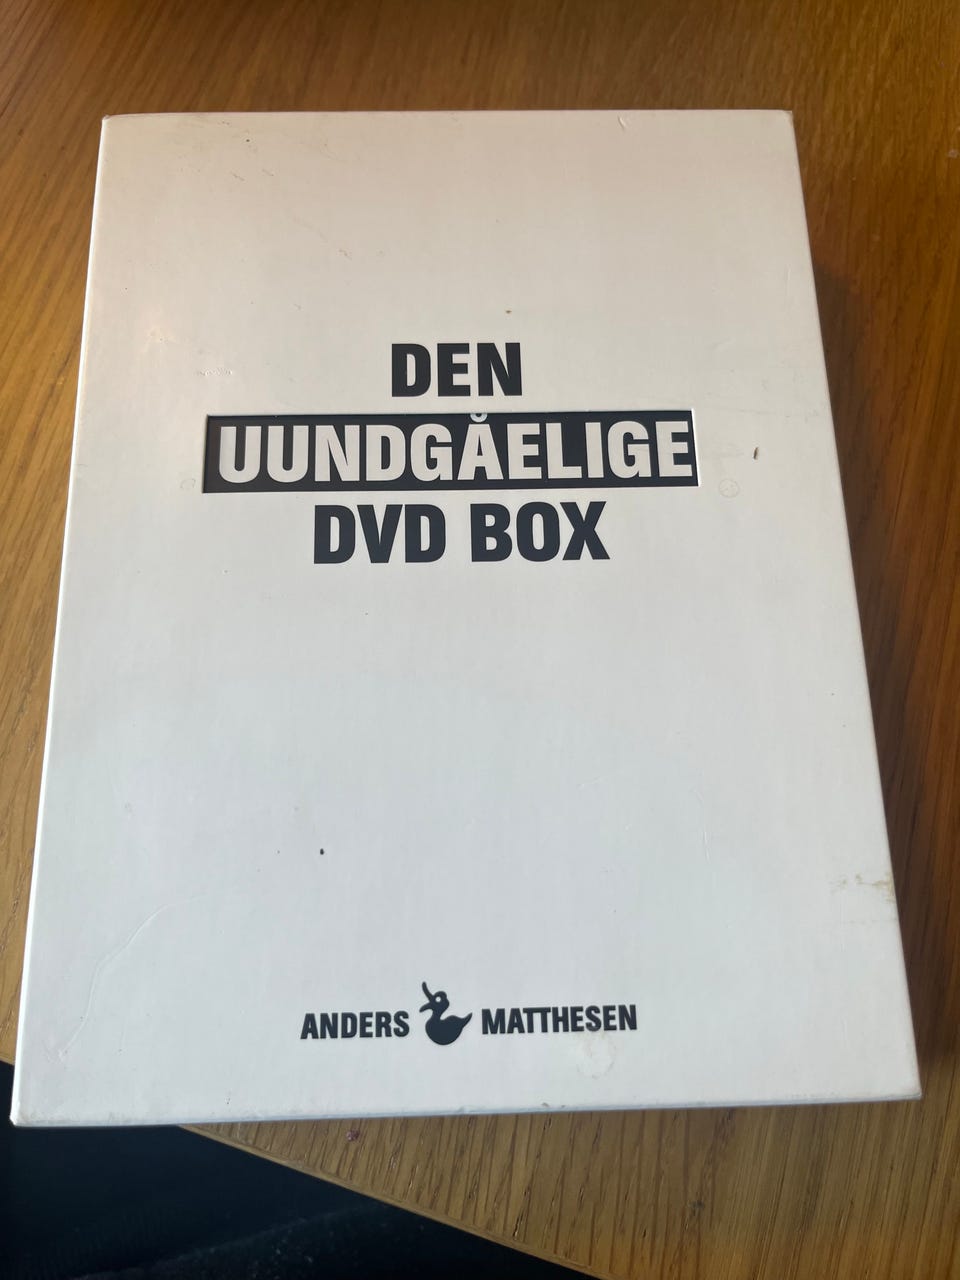 DEN
UUNDGÅELIGE
DVD BOX
ANDERS MATTHESEN